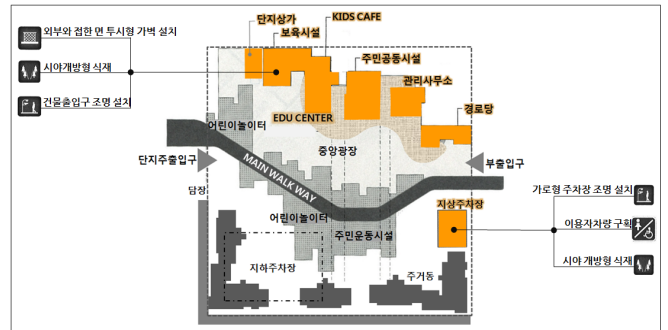 단지상가
KIDS CAFE
보육시설
외부와 접한 면 투시형 가벽 설치
시야개방형 식재
건물출입구 조명 설치
주민공동시설
관리사무소
EDU CENTER
경로당
어린이놀이터
중앙광장
단지주출입구
부출입구
MAIN WALK WAY
담장
어린이놀이터
지상주차장
가로형 주차장 조명 설치
이용자차량 구획
시야 개방형 식재
주민운동시설
지하주차장
주거동